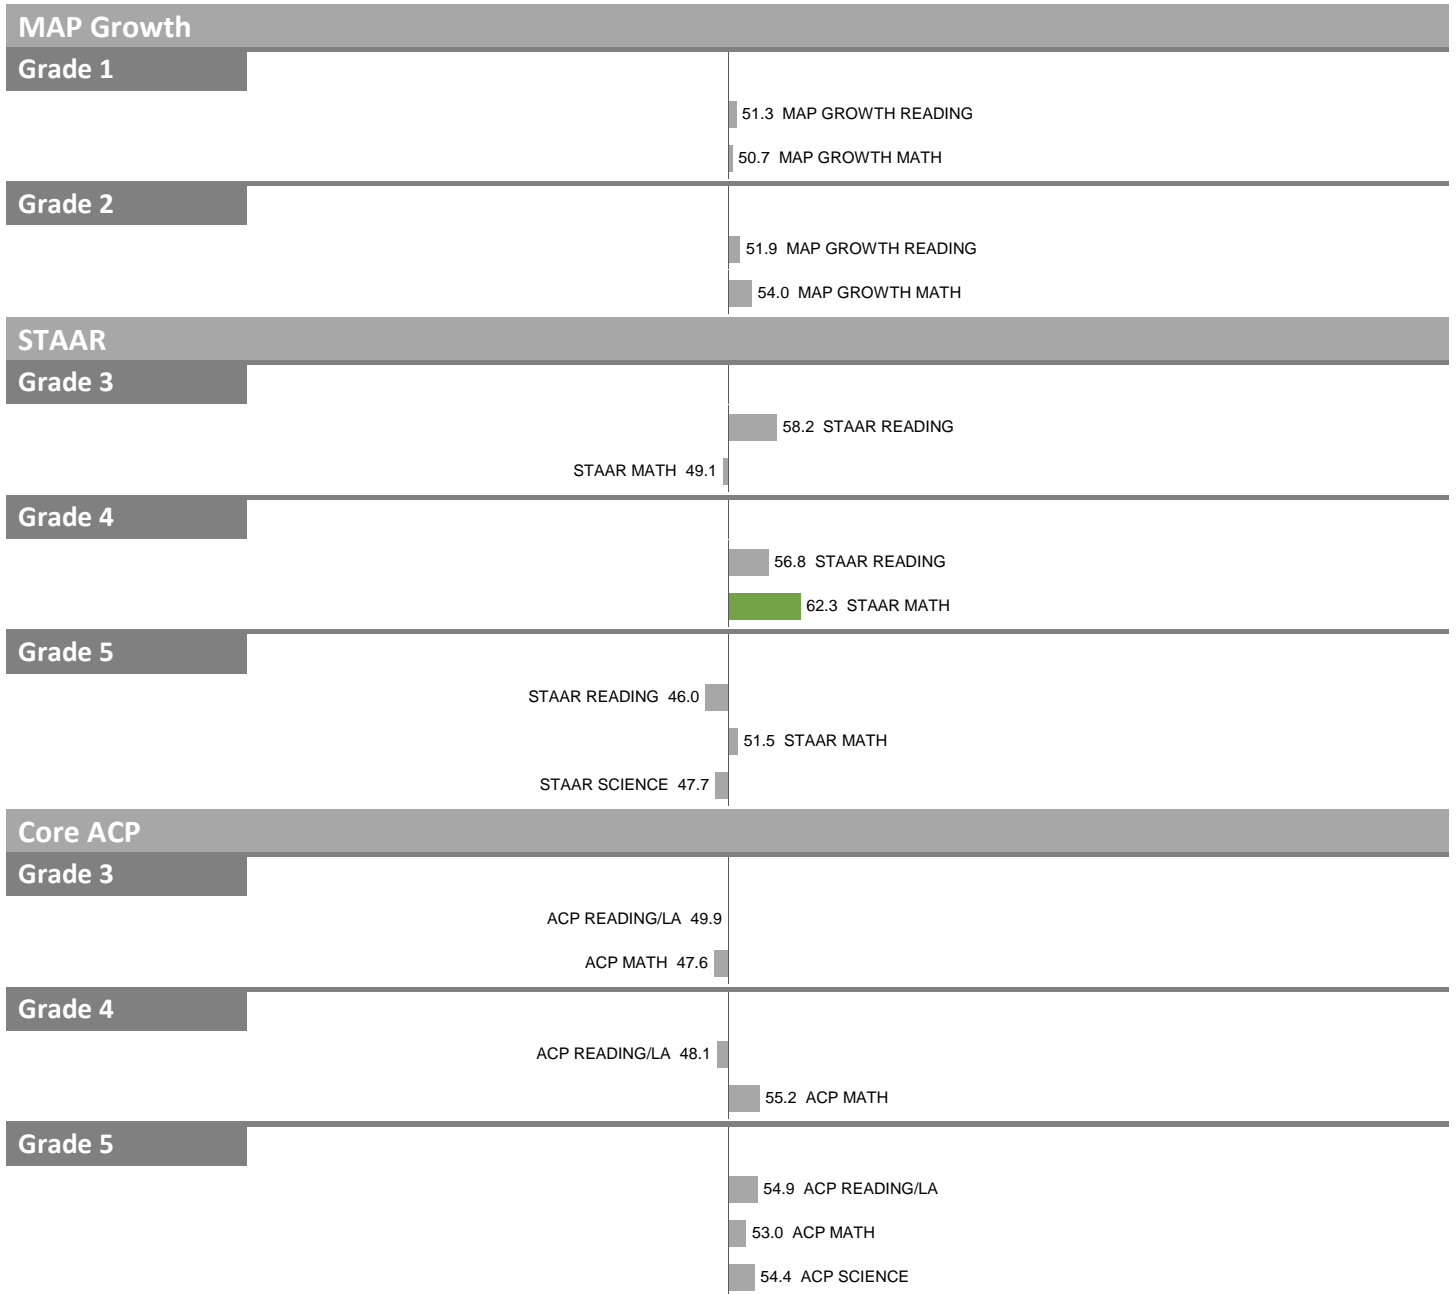 MAP Growth
Grade 1
51.3 MAP GROWTH READING
50.7 MAP GROWTH MATH
Grade 2
51.9 MAP GROWTH READING
54.0 MAP GROWTH MATH
STAAR
Grade 3
58.2 STAAR READING
STAAR MATH 49.1
Grade 4
56.8 STAAR READING
62.3 STAAR MATH
Grade 5
STAAR READING 46.0
51.5 STAAR MATH
STAAR SCIENCE 47.7
Core ACP
Grade 3
ACP READING/LA 49.9
ACP MATH 47.6
Grade 4
ACP READING/LA 48.1
55.2 ACP MATH
Grade 5
54.9 ACP READING/LA
53.0 ACP MATH
54.4 ACP SCIENCE